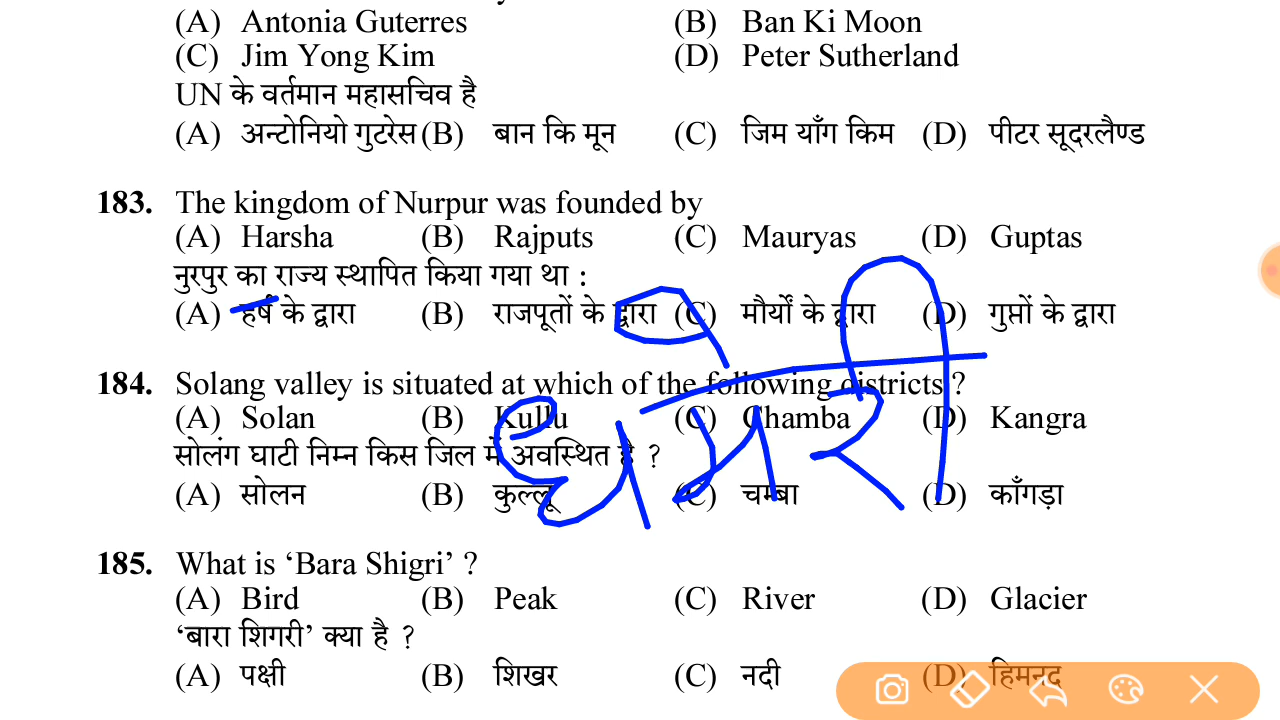 (A) Antonia Guterres (B) Ban Ki Moon
(C) Jim Yong Kim (D) Peter Sutherland
UN के वर्तमान महासचिव है
(A) अन्टोनियो गुटरेस (B) बान कि मून (C) जिम याँग किम (D) पीटर सूदरलैण्ड
183. The kingdom of Nurpur was founded by
(A) Harsha (B) Rajputs (C) Mauryas (D) Guptas
नुरपुर का राज्य स्थापित किया गया था :
(A) हर्ष के द्वारा (B) राजपूतों के द्वारा (C) मौर्यों के द्वारा (D) गुप्तों के द्वारा
184. Solang valley is situated at which of the following districts ?
(A) Solan (B) Kullu (C) Chamba (D) Kangra
सोलंग घाटी निम्न किस जिल में अवस्थित है ?
(A) सोलन (B) कुल्लू (C) चम्बा (D) काँगड़ा
185. What is ‘Bara Shigri’ ?
(A) Bird (B) Peak (C) River (D) Glacier
‘बारा शिगरी’ क्या है ?
(A) पक्षी (B) शिखर (C) नदी (D) हिमनद